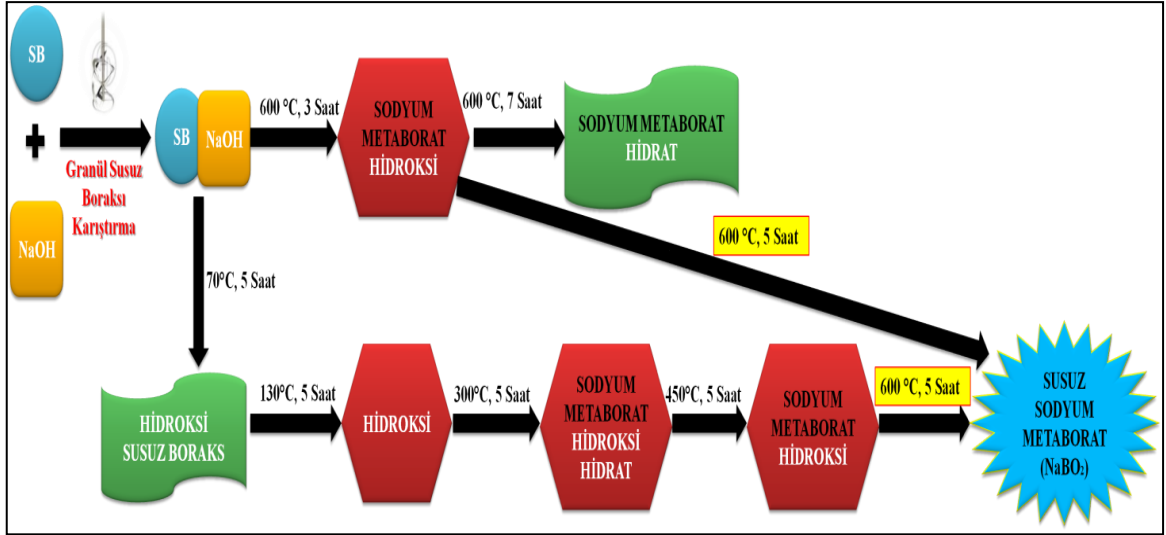 SB
+
NaOH
Granül Susuz
Boraksı
Karıştırma
SB
NaOH
600 °C, 3 Saat
SODYUM
METABORAT
HİDROKSİ
600 °C, 7 Saat
SODYUM METABORAT
HİDRAT
600 °C, 5 Saat
70°C, 5 Saat
HİDROKSİ
SUSUZ BORAKS
130°C, 5 Saat
HİDROKSİ
300°C, 5 Saat
SODYUM
METABORAT
HİDROKSİ
HİDRAT
450°C, 5 Saat
SODYUM
METABORAT
HİDROKSİ
600 °C, 5 Saat
SUSUZ
SODYUM
METABORAT
(NaBO₂)